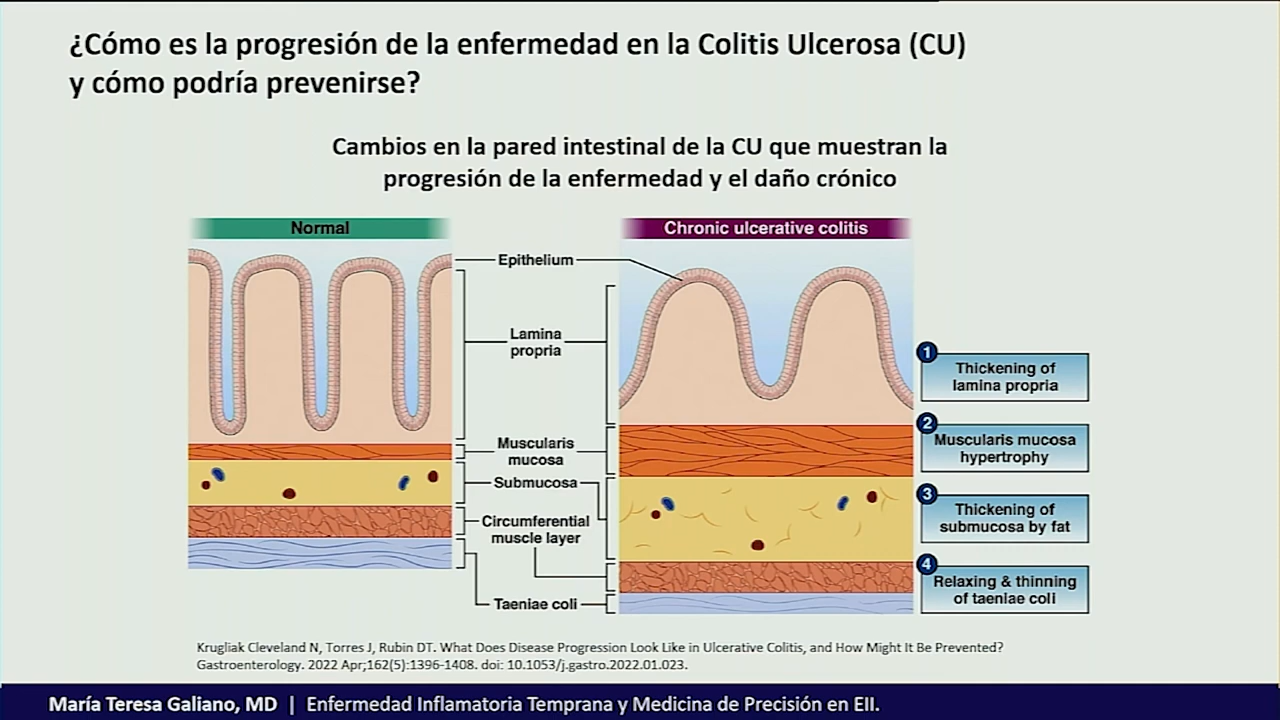 ¿Cómo es la progresión de la enfermedad en la Colitis Ulcerosa (CU)
y cómo podría prevenirse?
Cambios en la pared intestinal de la CU que muestran la
progresión de la enfermedad y el daño crónico
Normal
Chronic ulcerative colitis
Epithelium
Lamina
propria
Muscularis
mucosa
Submucosa
Circumferential
muscle layer
Taeniae coli
1
Thickening of
lamina propria
2
Muscularis mucosa
hypertrophy
3
Thickening of
submucosa by fat
4
Relaxing & thinning
of taeniae coli
Krugliak Cleveland N, Torres J, Rubin DT. What Does Disease Progression Look Like in Ulcerative Colitis, and How Might It Be Prevented?
Gastroenterology. 2022 Apr;162(5):1396-1408. doi: 10.1053/j.gastro.2022.01.023.
María Teresa Galiano, MD | Enfermedad Inflamatoria Temprana y Medicina de Precisión en EII.